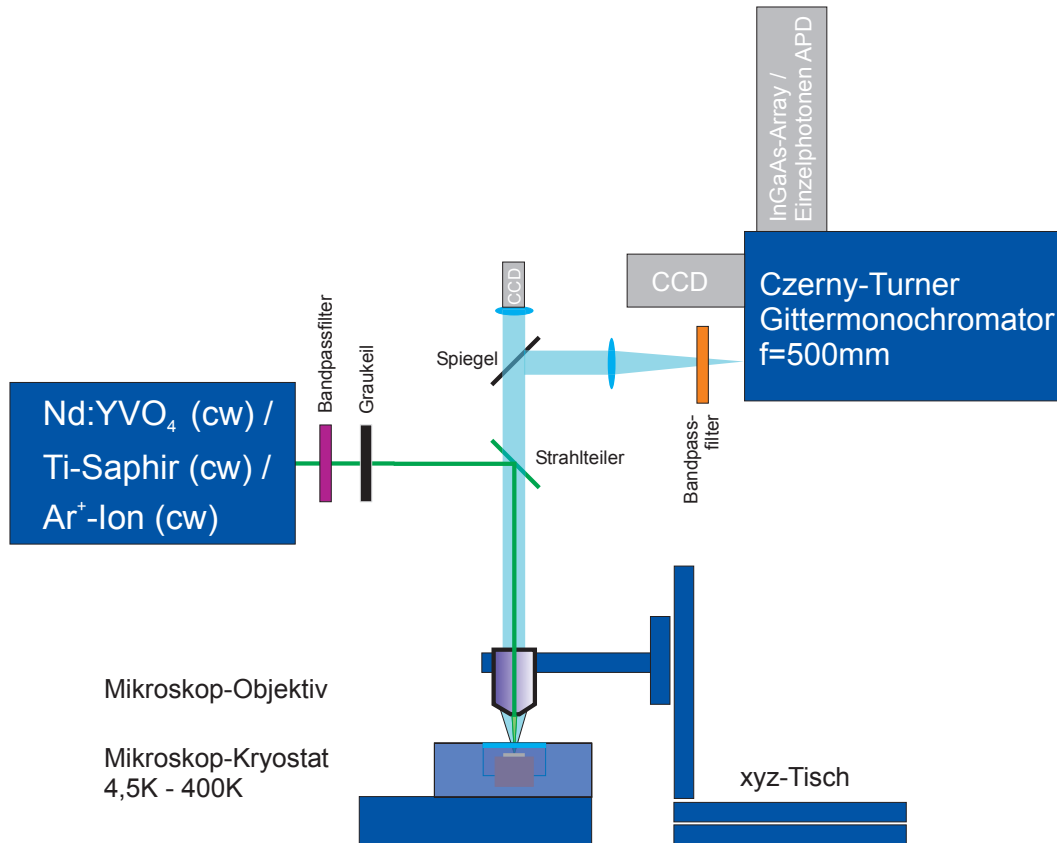 InGaAs-Array /
Einzelphotonen APD
CCD
CCD
Czerny-Turner
Gittermonochromator
f=500mm
Spiegel
Bandpassfilter
Graukeil
Nd:YVO₄ (cw) /
Ti-Saphir (cw) /
Ar⁺-Ion (cw)
Strahlteiler
Bandpass-
filter
Mikroskop-Objektiv
Mikroskop-Kryostat
4,5K - 400K
xyz-Tisch